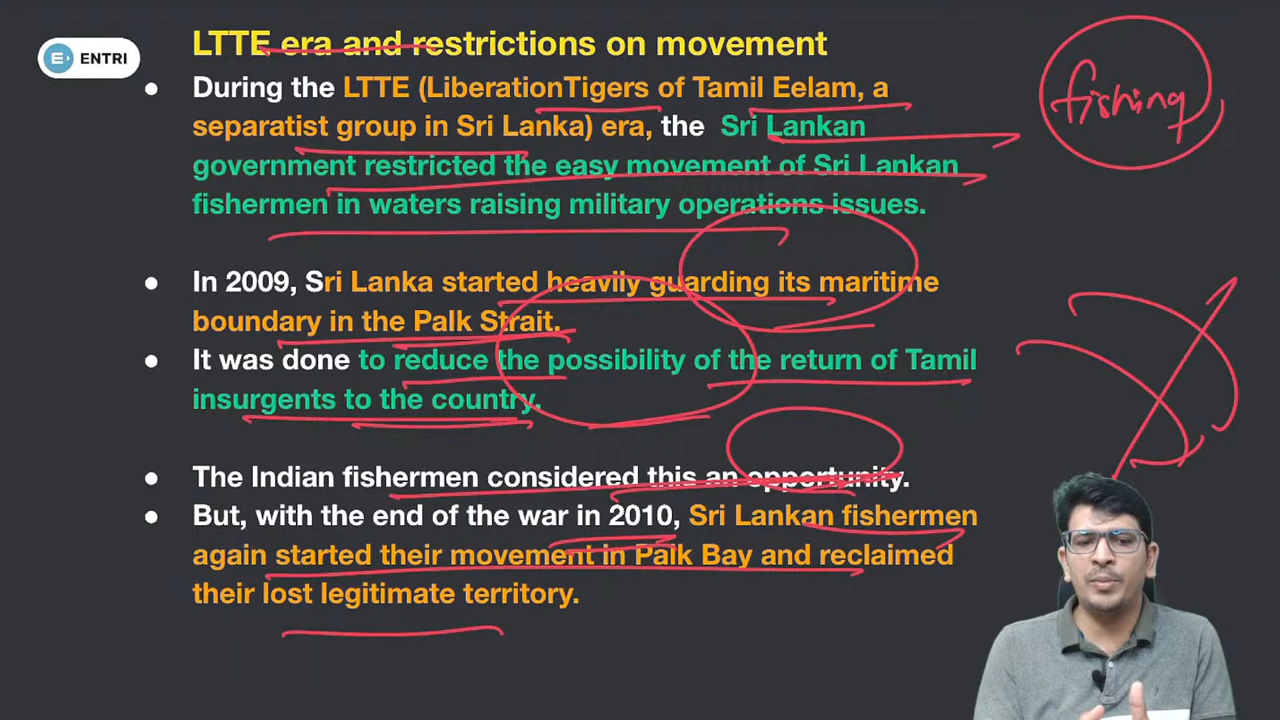 LTTE era and restrictions on movement
ENTRI
fishing
• During the LTTE (LiberationTigers of Tamil Eelam, a
separatist group in Sri Lanka) era, the Sri Lankan
government restricted the easy movement of Sri Lankan
fishermen in waters raising military operations issues.
• In 2009, Sri Lanka started heavily guarding its maritime
boundary in the Palk Strait.
• It was done to reduce the possibility of the return of Tamil
insurgents to the country.
• The Indian fishermen considered this an opportunity.
• But, with the end of the war in 2010, Sri Lankan fishermen
again started their movement in Palk Bay and reclaimed
their lost legitimate territory.